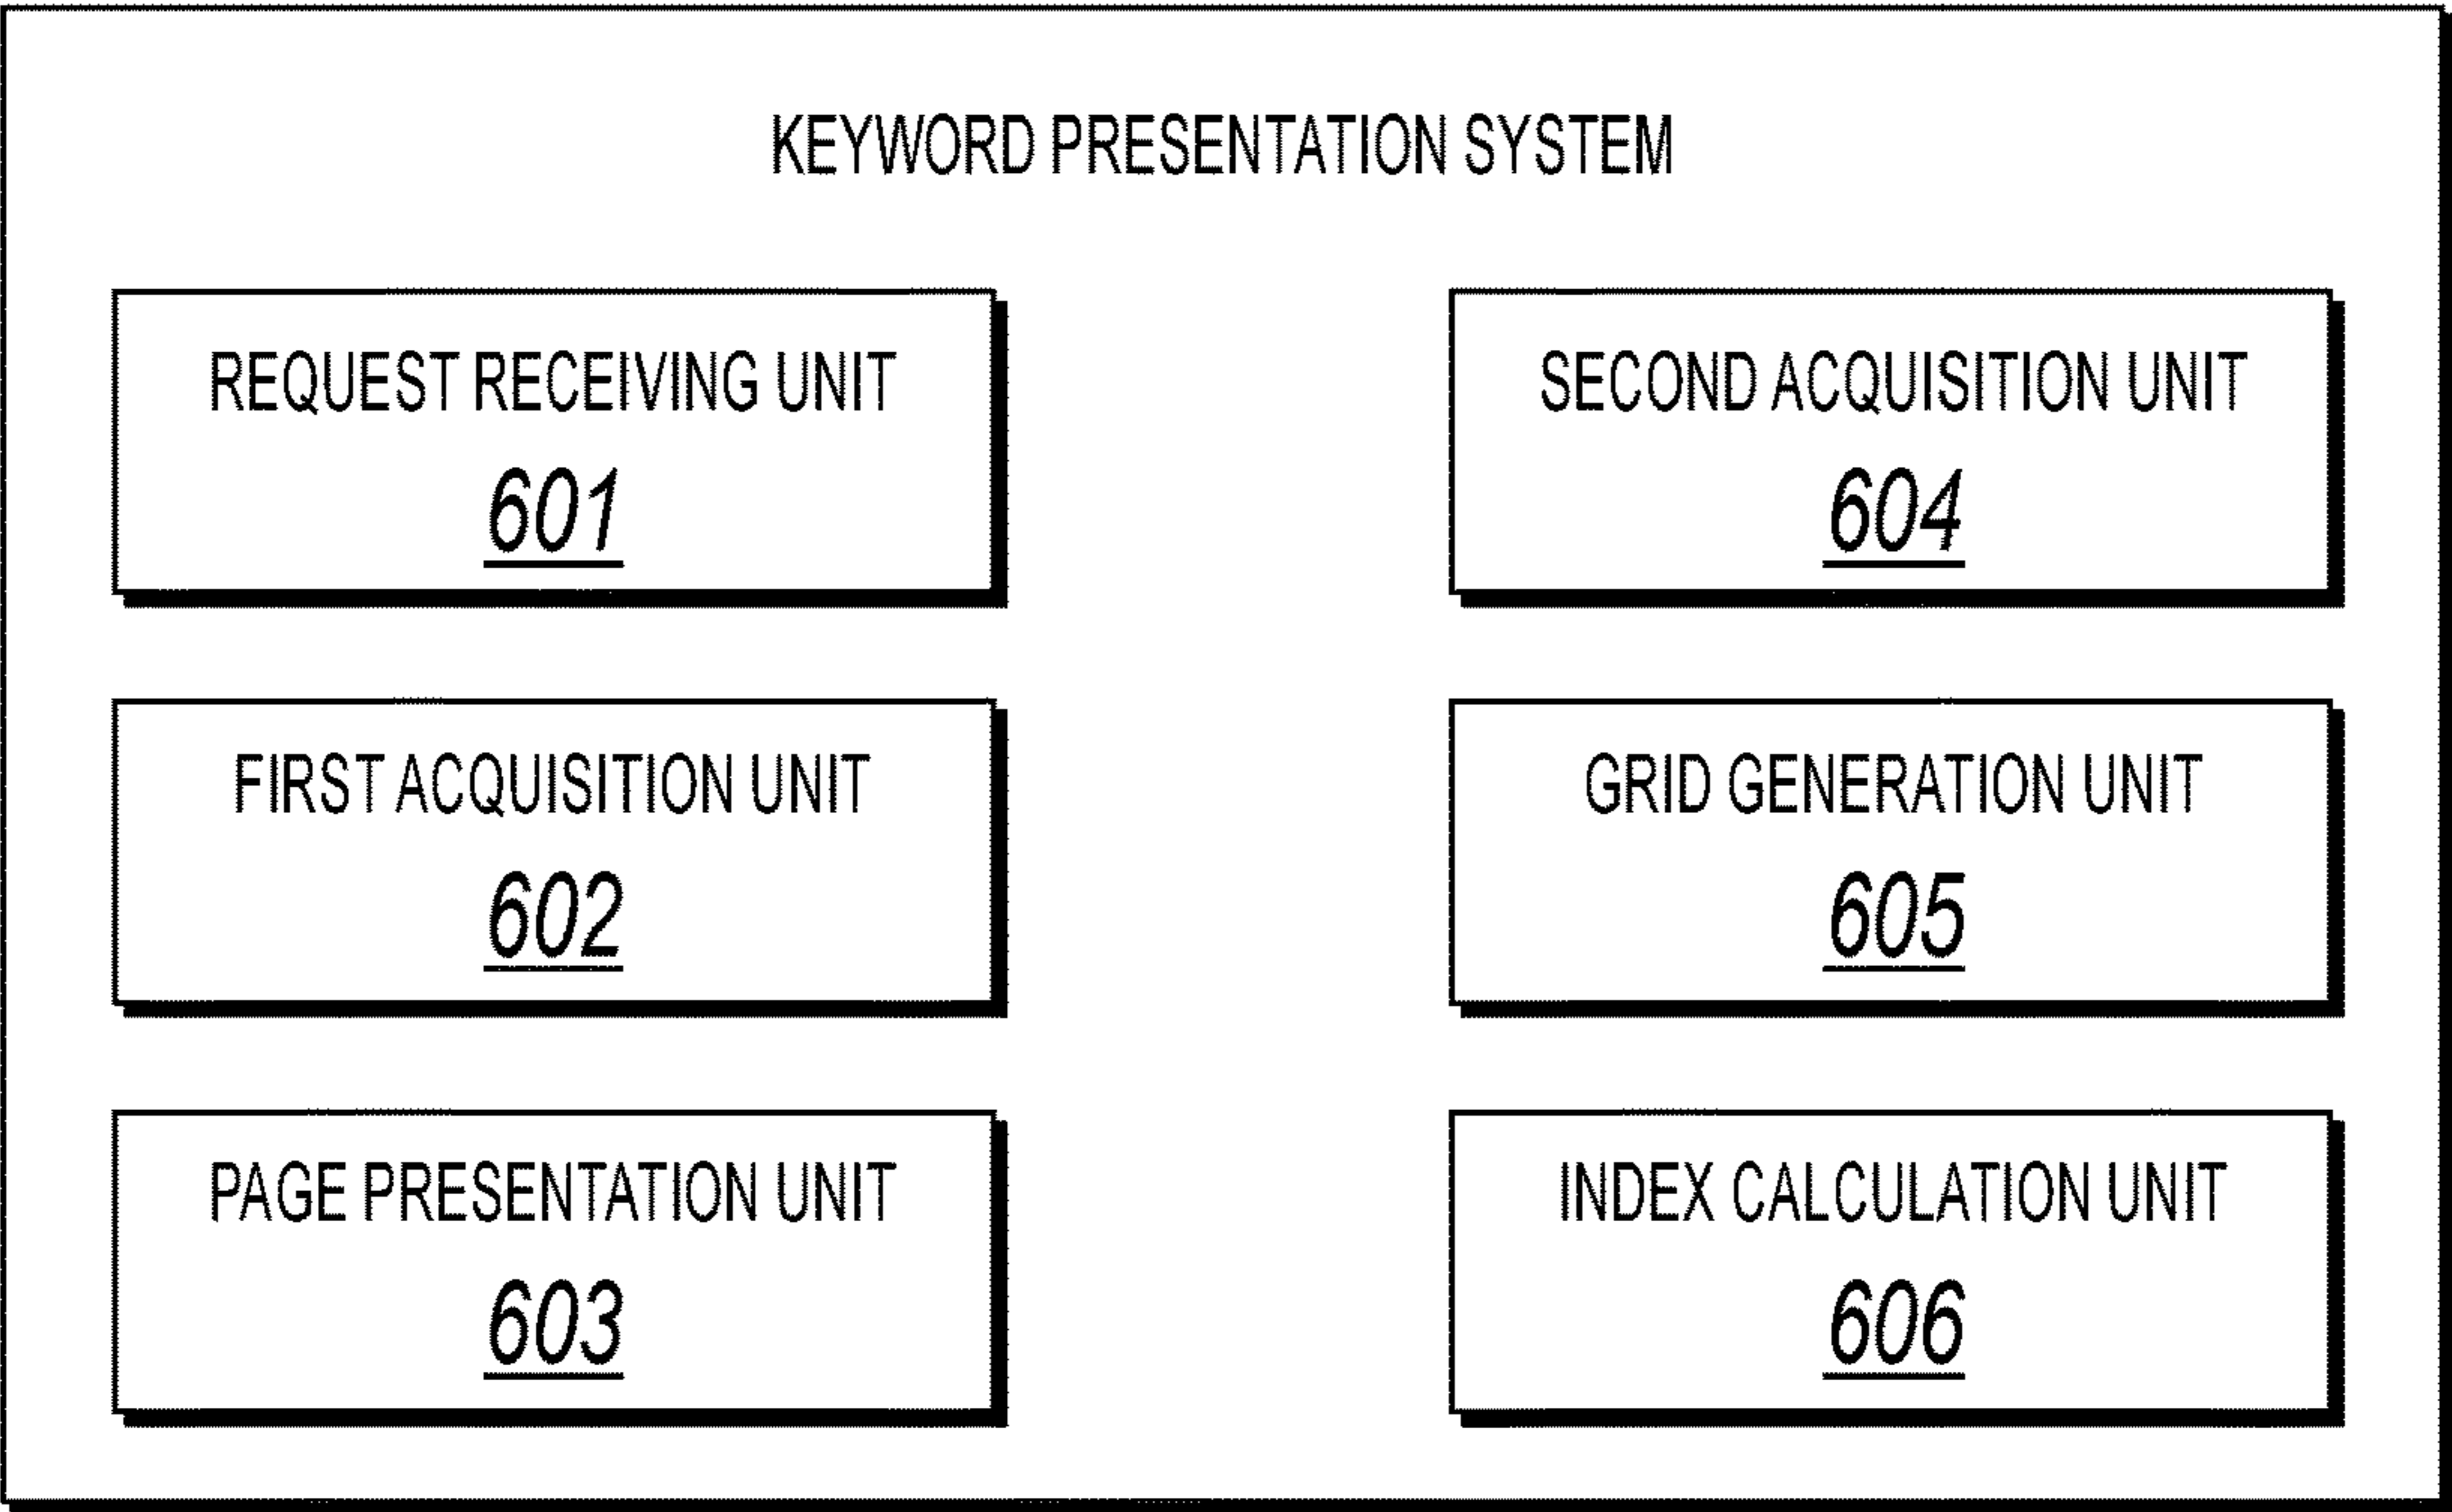 KEYWORD PRESENTATION SYSTEM
REQUEST RECEIVING UNIT
601
FIRST ACQUISITION UNIT
602
PAGE PRESENTATION UNIT
603
SECOND ACQUISITION UNIT
604
GRID GENERATION UNIT
605
INDEX CALCULATION UNIT
606